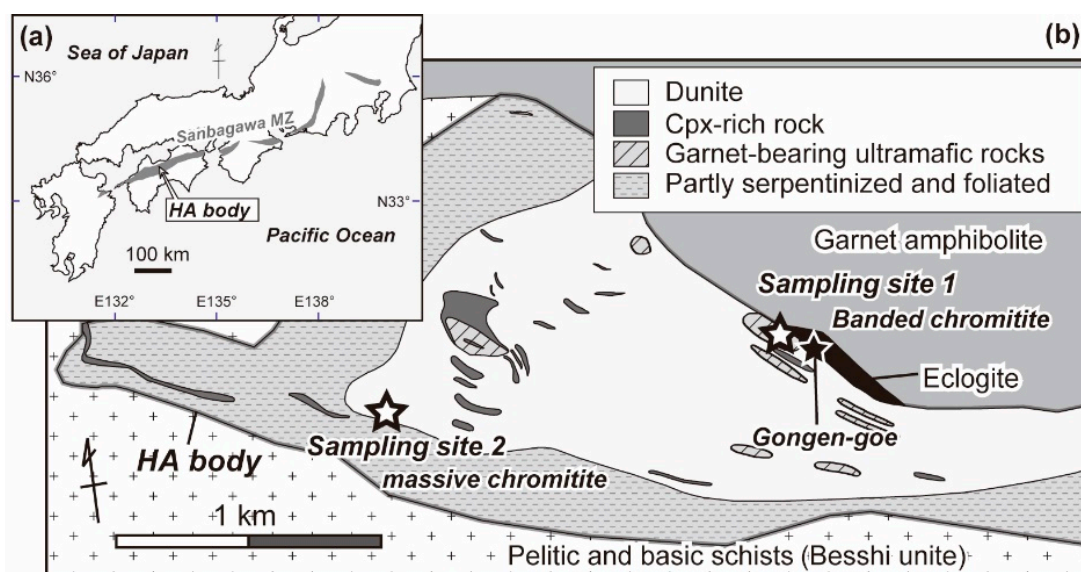 (a)
Sea of Japan
N36°
Sanbagawa MZ
HA body
N33°
Pacific Ocean
100 km
E132°
E135°
E138°
(b)
Dunite
Cpx-rich rock
Garnet-bearing ultramafic rocks
Partly serpentinized and foliated
Garnet amphibolite
Sampling site 1
Banded chromitite
Eclogite
Gongen-goe
Sampling site 2
massive chromitite
HA body
1 km
Pelitic and basic schists (Besshi unite)